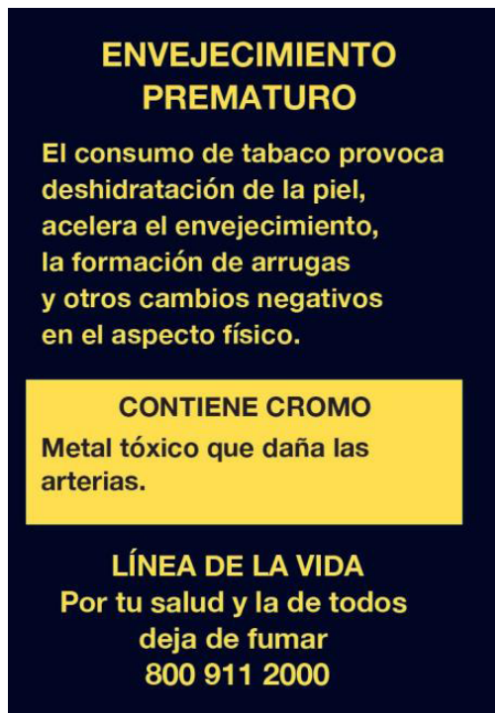 ENVEJECIMIENTO
PREMATURO
El consumo de tabaco provoca
deshidratación de la piel,
acelera el envejecimiento,
la formación de arrugas
y otros cambios negativos
en el aspecto físico.
CONTIENE CROMO
Metal tóxico que daña las
arterias.
LÍNEA DE LA VIDA
Por tu salud y la de todos
deja de fumar
800 911 2000